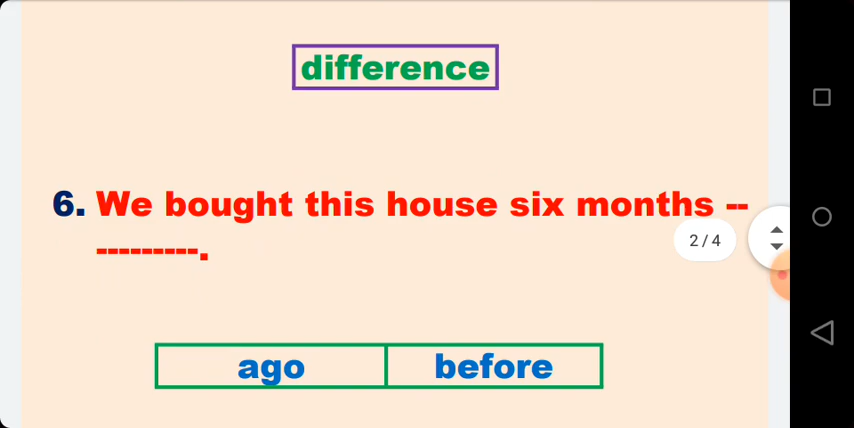 difference
6. We bought this house six months --
----------.
2 / 4
ago before